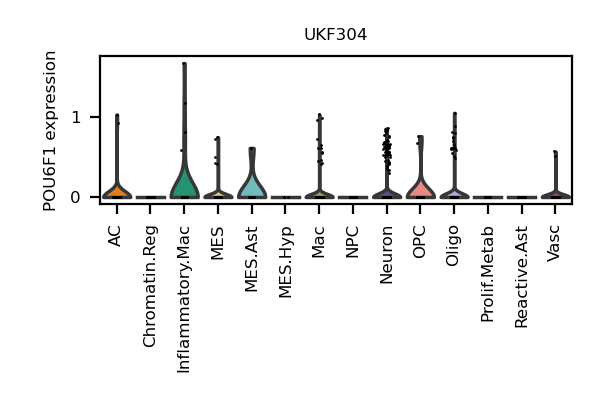 UKF304
POU6F1 expression
1
0
AC
Chromatin.Reg
Inflammatory.Mac
MES
MES.Ast
MES.Hyp
Mac
NPC
Neuron
OPC
Oligo
Prolif.Metab
Reactive.Ast
Vasc